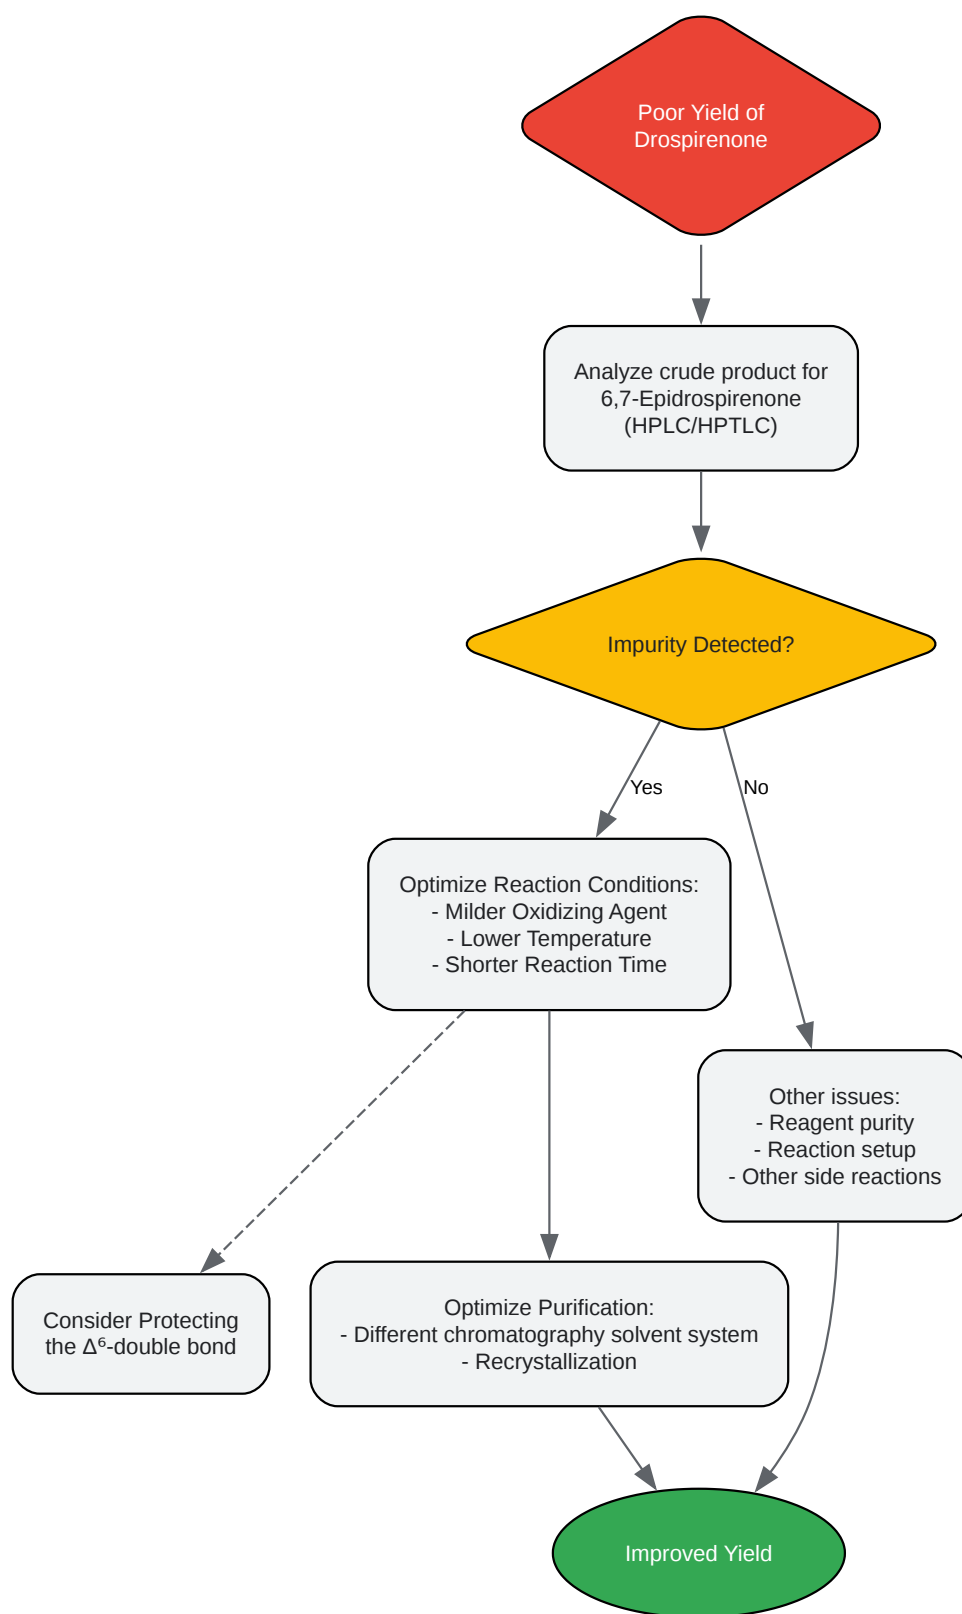 Poor Yield of
Drospirenone
Analyze crude product for
6,7-Epidrospirenone
(HPLC/HPTLC)
Impurity Detected?
Yes
No
Optimize Reaction Conditions:
- Milder Oxidizing Agent
- Lower Temperature
- Shorter Reaction Time
Other issues:
- Reagent purity
- Reaction setup
- Other side reactions
Consider Protecting
the Δ⁶-double bond
Optimize Purification:
- Different chromatography solvent system
- Recrystallization
Improved Yield